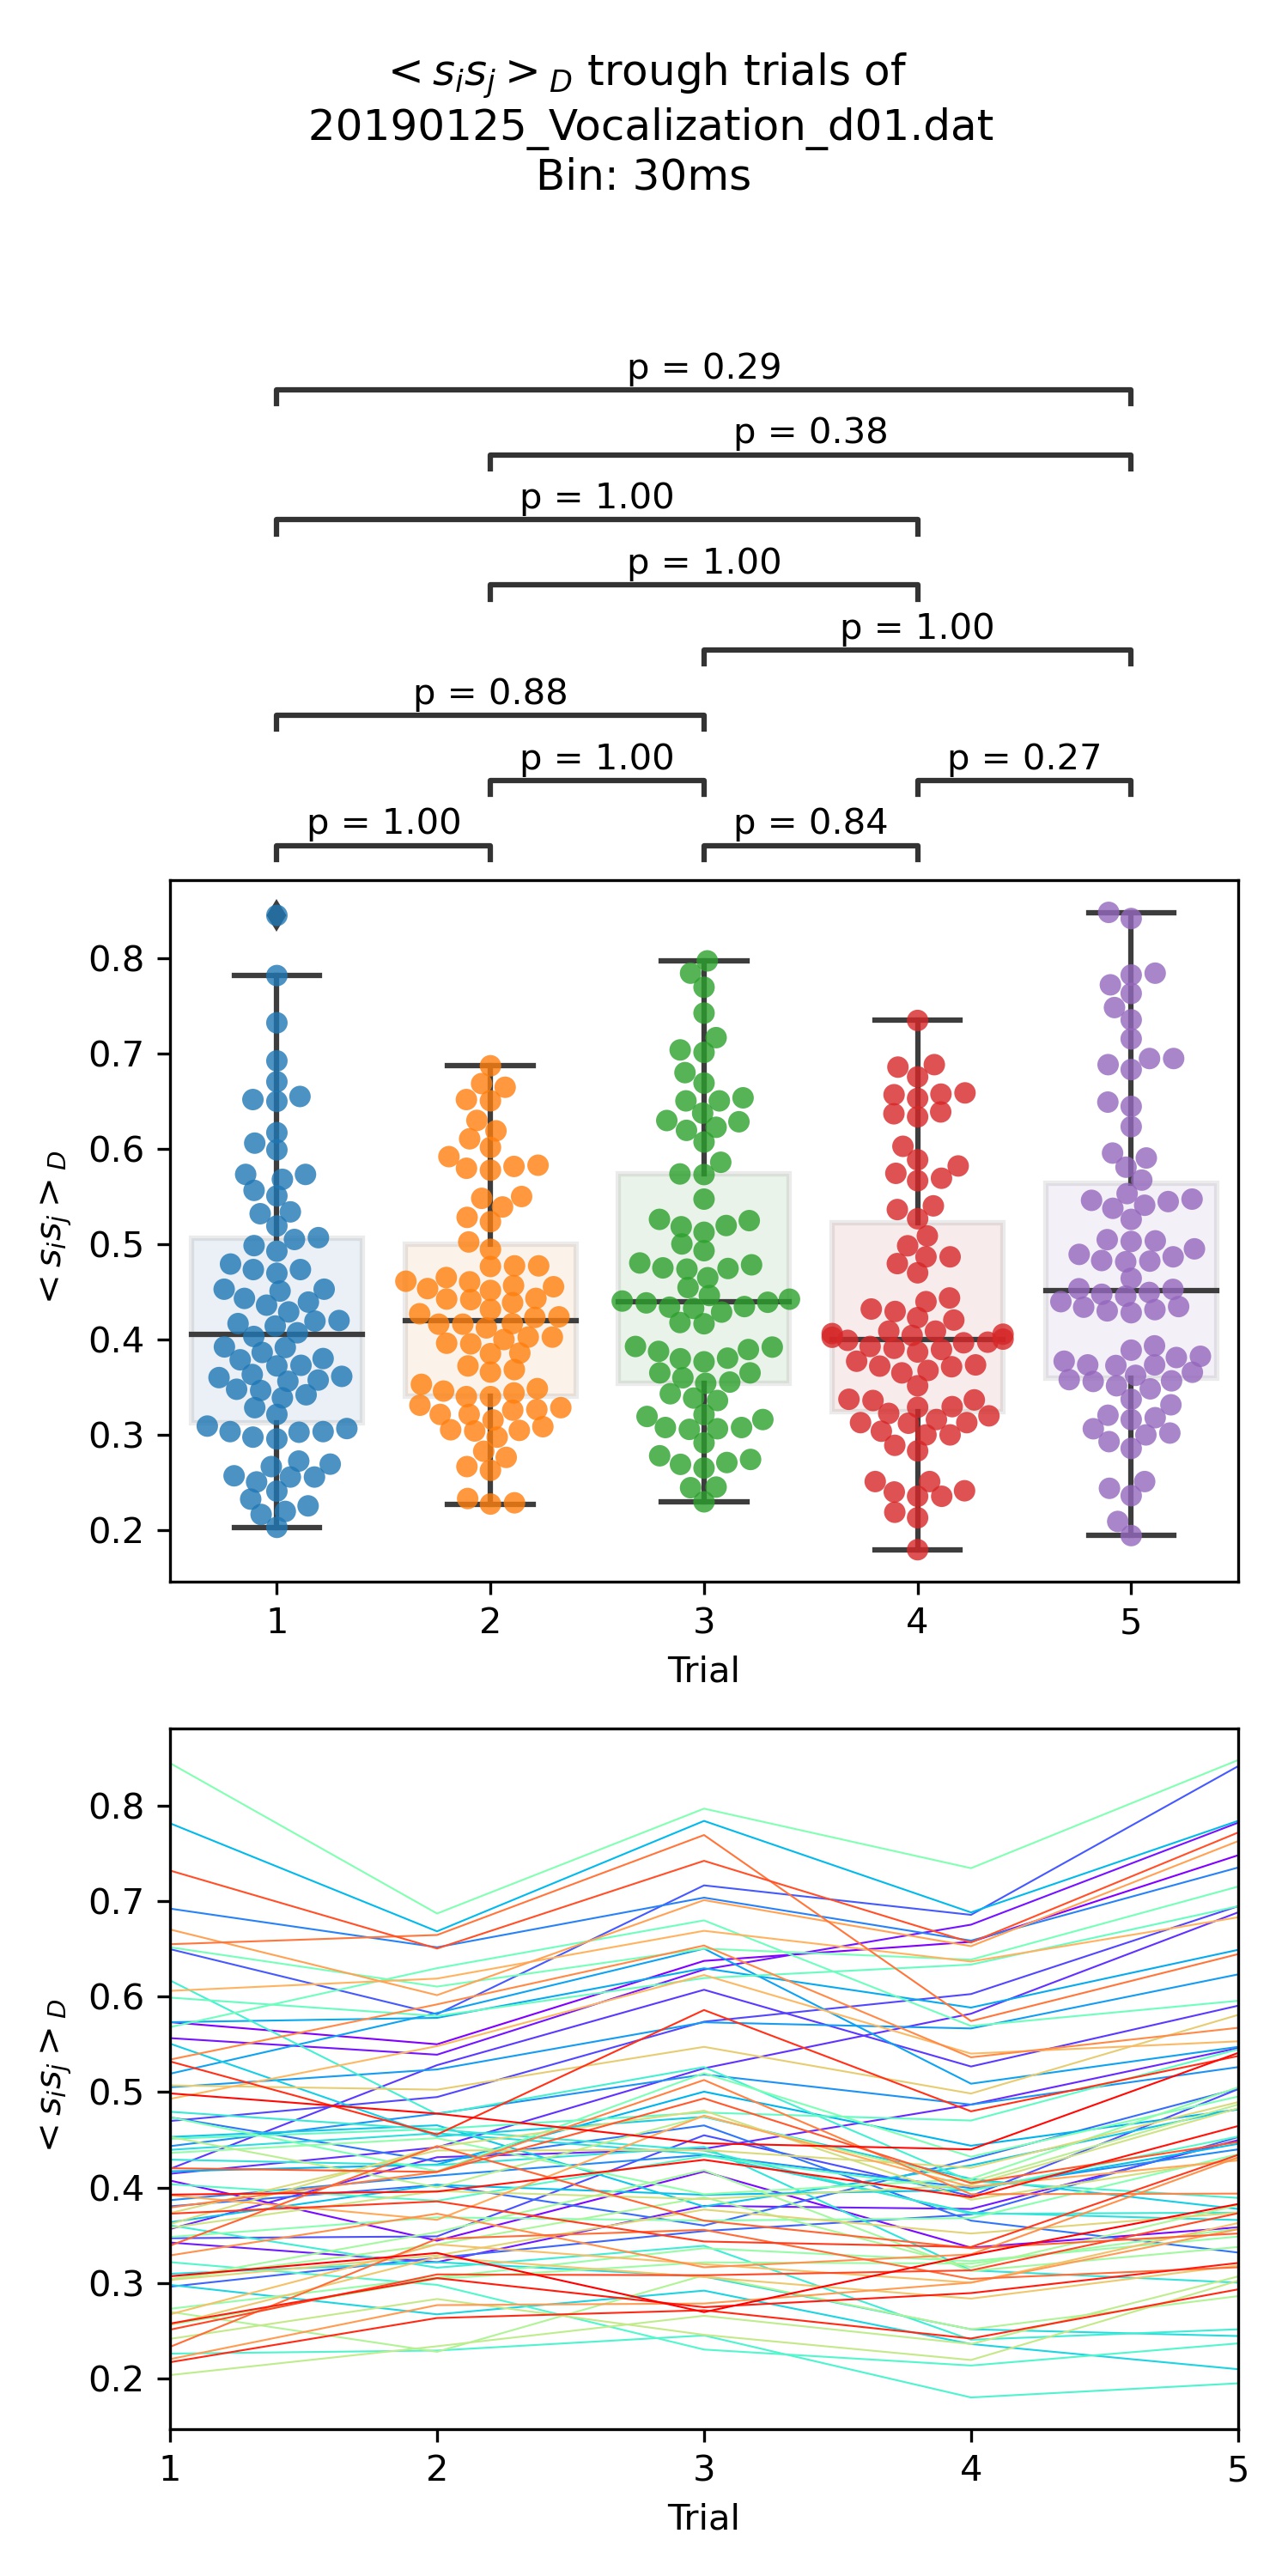 < s_i s_j >_D trough trials of
20190125_Vocalization_d01.dat
Bin: 30ms
p = 0.29
p = 0.38
p = 1.00
p = 1.00
p = 1.00
p = 0.88
p = 1.00 p = 0.27
p = 1.00 p = 0.84
< s_i s_j >_D
0.8
0.7
0.6
0.5
0.4
0.3
0.2
1 2 3 4 5
Trial
< s_i s_j >_D
0.8
0.7
0.6
0.5
0.4
0.3
0.2
1 2 3 4 5
Trial